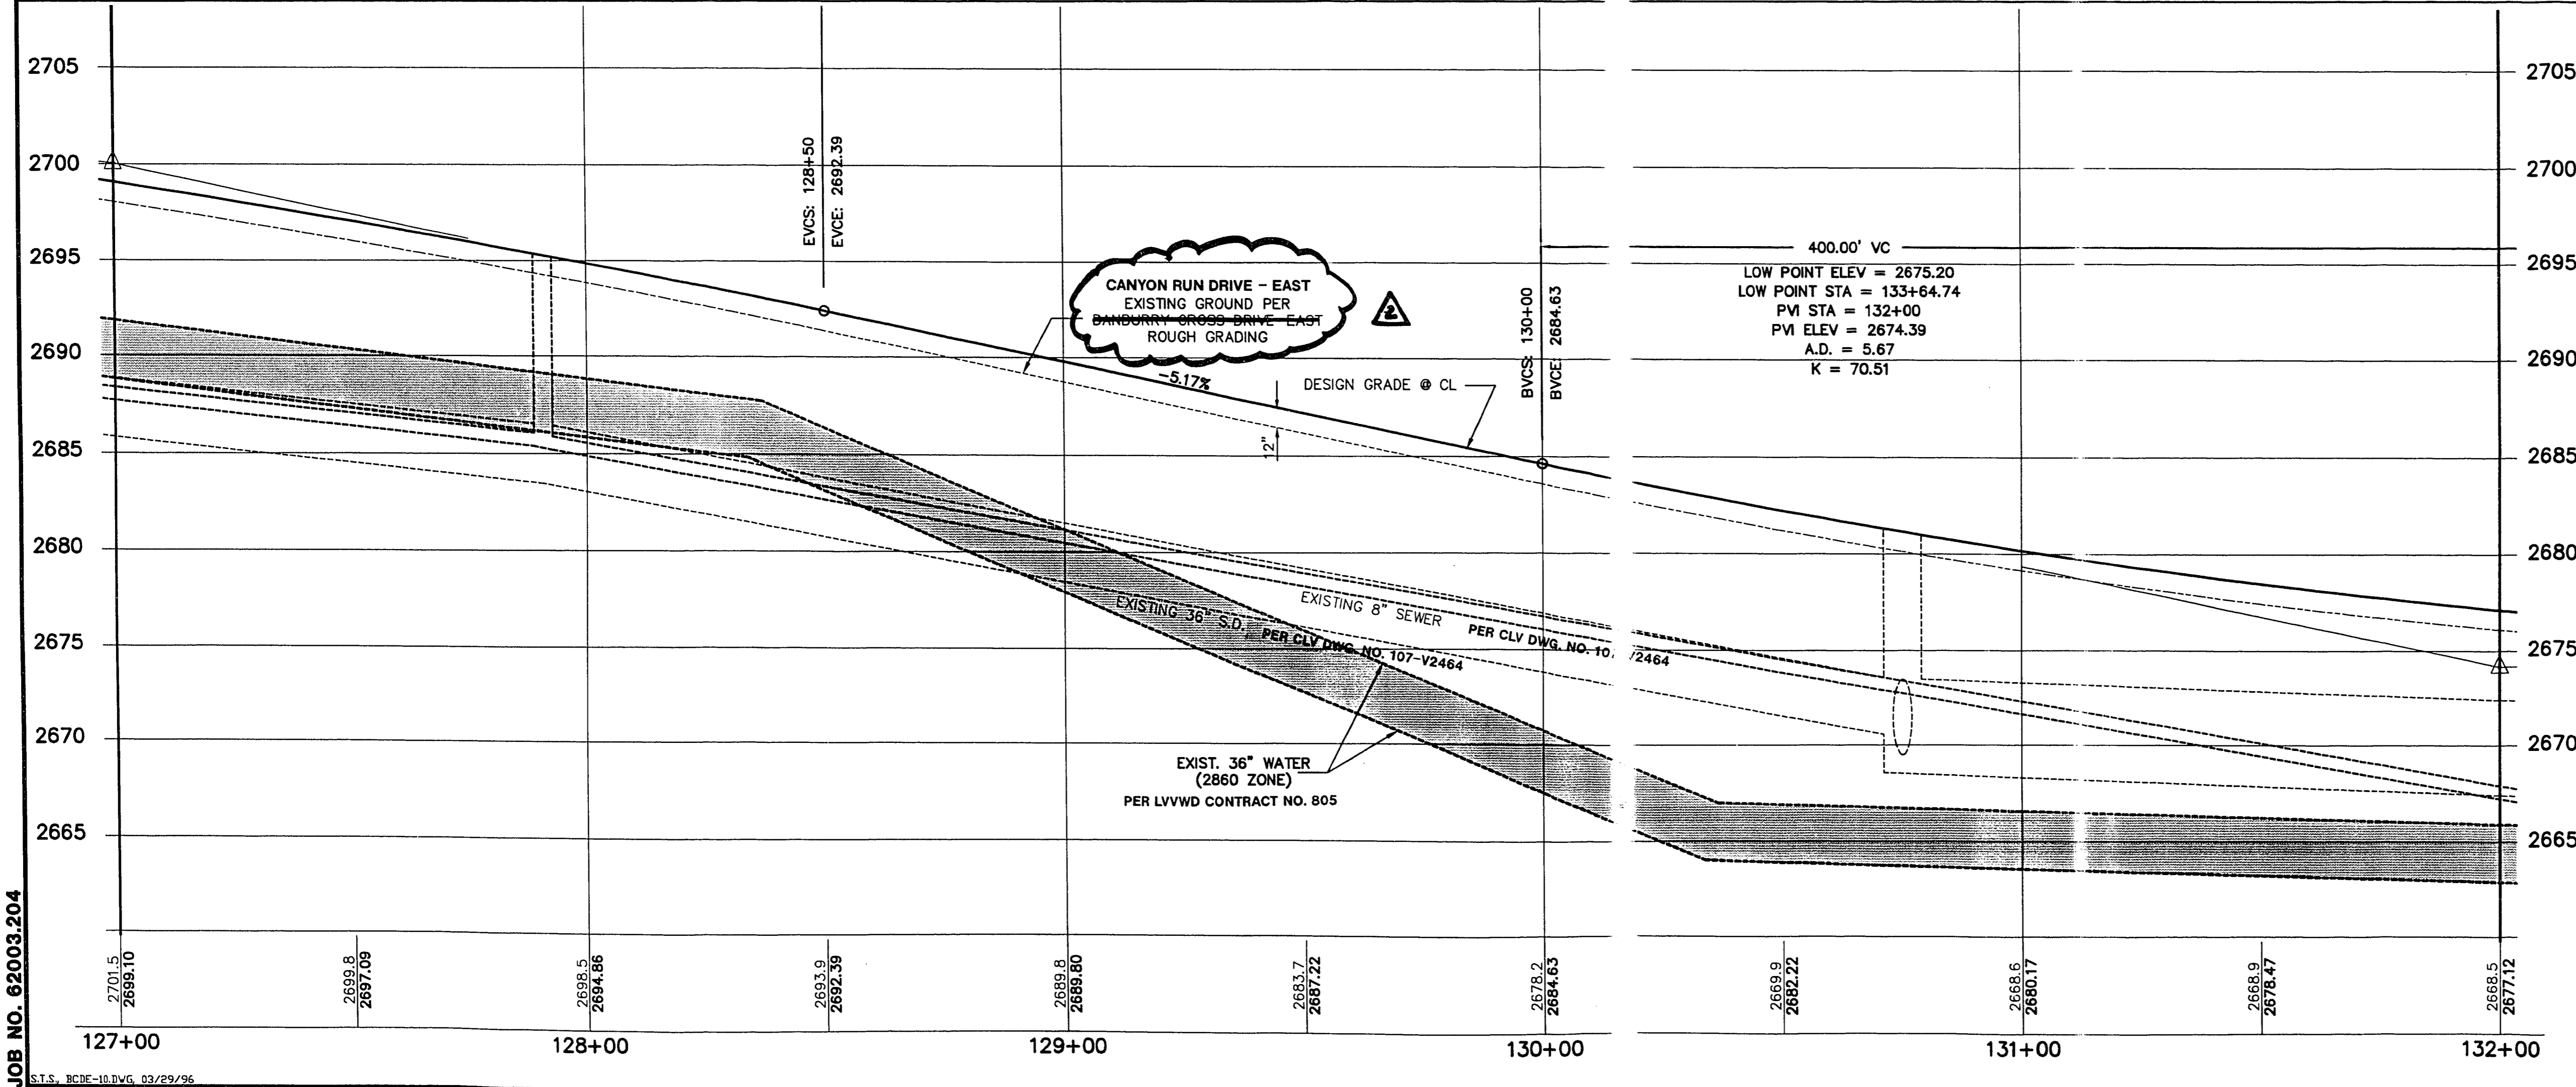 2705
2700
2695
2690
2685
2680
2675
2670
2665
2705
2700
2695
2690
2685
2680
2675
2670
2665
EVCS: 128+50
EVCE: 2692.39
CANYON RUN DRIVE - EAST
EXISTING GROUND PER
DANBURRY CROSS DRIVE EAST
ROUGH GRADING
2
-5.17%
12"
DESIGN GRADE @ CL
BVCS: 130+00
BVCE: 2684.63
400.00' VC
LOW POINT ELEV = 2675.20
LOW POINT STA = 133+64.74
PVI STA = 132+00
PVI ELEV = 2674.39
A.D. = 5.67
K = 70.51
EXISTING 36" S.D.
PER CLV DWG. NO. 107-V2464
EXISTING 8" SEWER
PER CLV DWG. NO. 10 V2464
EXIST. 36" WATER
(2860 ZONE)
PER LVVWD CONTRACT NO. 805
2701.5
2699.10
2699.8
2697.09
2698.5
2694.86
2693.9
2692.39
2689.8
2689.80
2683.7
2687.22
2678.2
2684.63
2669.9
2682.22
2668.6
2680.17
2668.9
2678.47
2668.5
2677.12
127+00
128+00
129+00
130+00
131+00
132+00
JOB NO. 62003.204
S.T.S., BCDE-10.DWG, 03/29/96